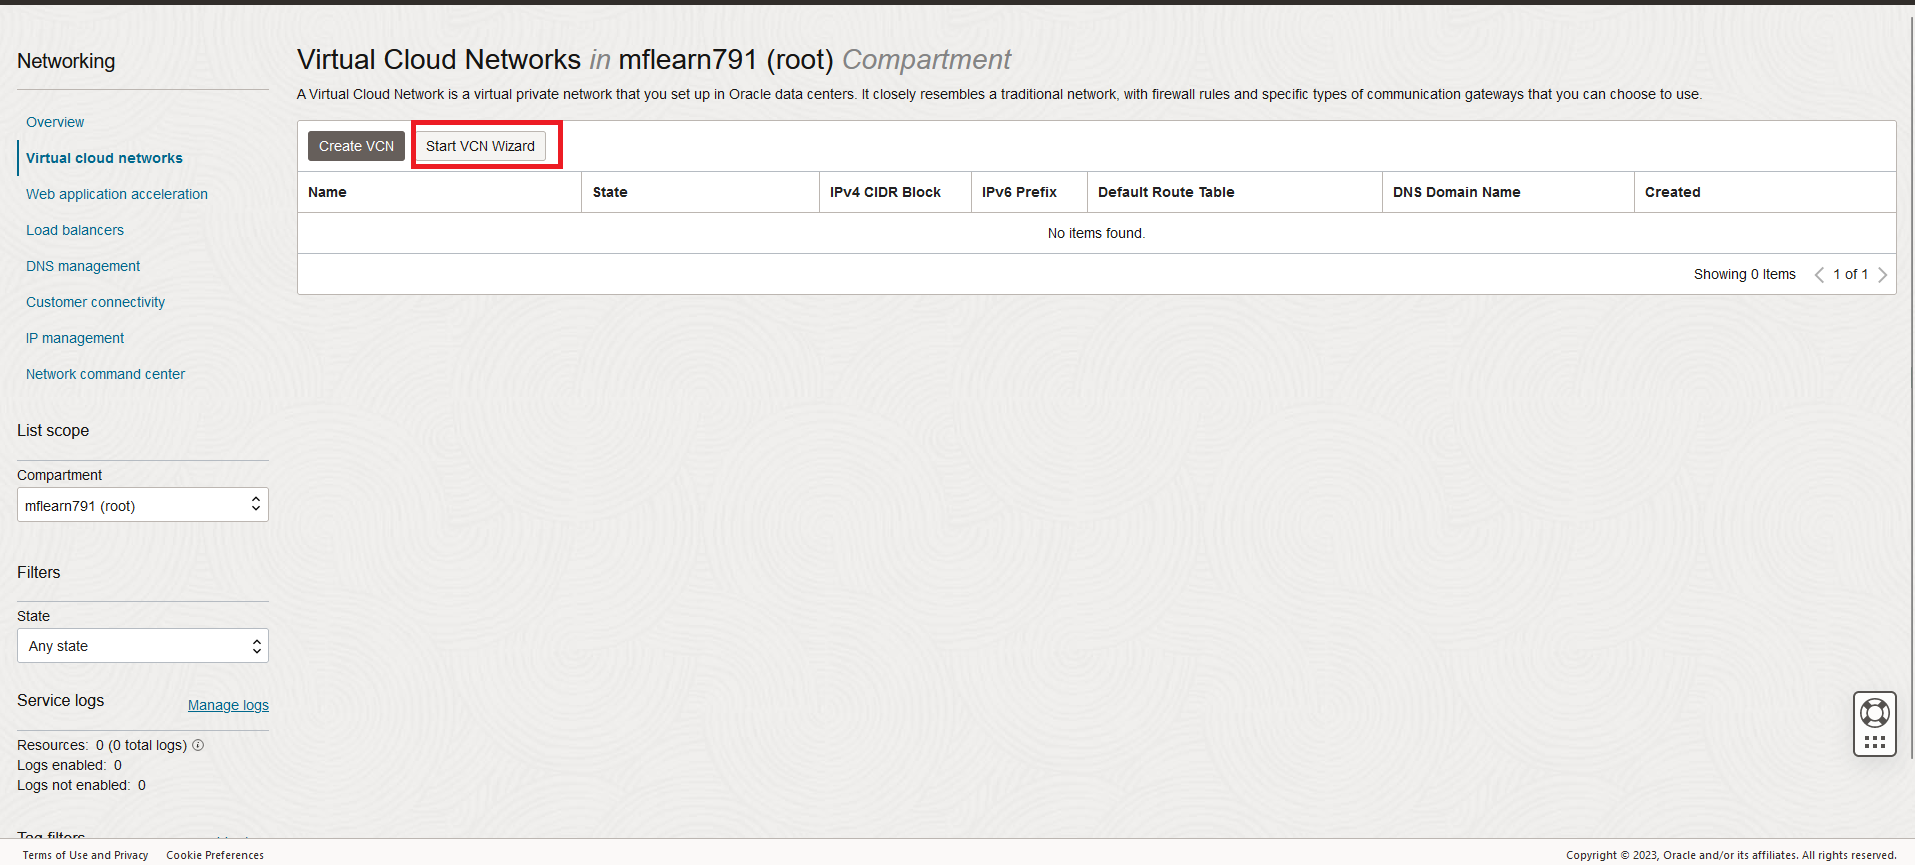 Networking
Overview
Virtual cloud networks
Web application acceleration
Load balancers
DNS management
Customer connectivity
IP management
Network command center
List scope
Compartment
mflearn791 (root)
Filters
State
Any state
Service logs Manage logs
Resources: 0 (0 total logs)
Logs enabled: 0
Logs not enabled: 0
Tag filters
Virtual Cloud Networks in mflearn791 (root) Compartment
A Virtual Cloud Network is a virtual private network that you set up in Oracle data centers. It closely resembles a traditional network, with firewall rules and specific types of communication gateways that you can choose to use.
Create VCN Start VCN Wizard
Name State IPv4 CIDR Block IPv6 Prefix Default Route Table DNS Domain Name Created
No items found.
Showing 0 Items 1 of 1
Terms of Use and Privacy Cookie Preferences Copyright © 2023, Oracle and/or its affiliates. All rights reserved.